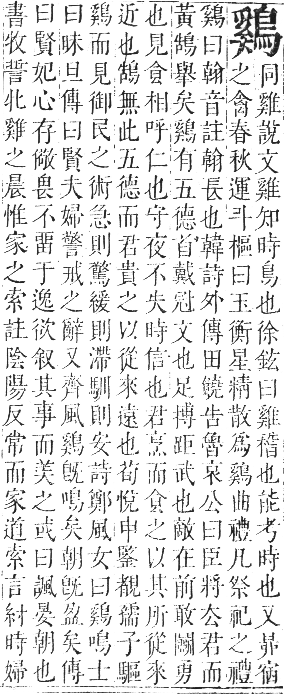 鷄同雞說文雞知時鳥也徐鉉曰雞稽也能考時也又昴宿
之禽春秋運斗樞曰玉衡星精散爲鷄曲禮凡祭祀之禮
鷄曰翰音註翰長也韓詩外傳田饒告魯哀公曰臣將厺君而
黃鵠擧矣鷄有五德首戴冠文也足搏距武也敵在前敢鬬勇
也見食相呼仁也守夜不失時信也君烹而食之以其所從來
近也鵠無此五德而君貴之以從來遠也荀悅申鑒覩孺子驅
鷄而見御民之術急則驚緩則滯馴則安詩鄭風女曰鷄鳴士
曰昧旦傳曰賢夫婦警戒之辭又齊風鷄旣鳴矣朝旣盈矣傳
曰賢妃心存儆畏不畱于逸欲叙其事而美之或曰諷晏朝也
書牧誓牝雞之晨惟家之索註陰陽反常而家道索言紂時婦